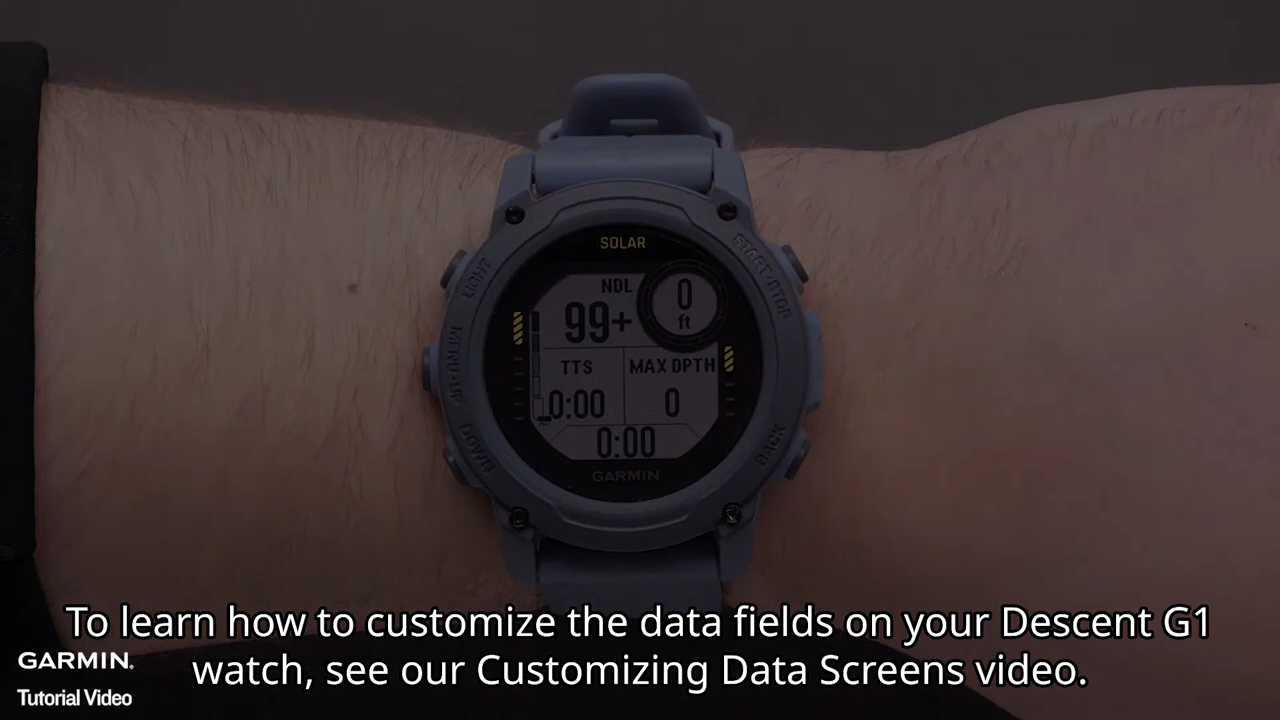 SOLAR
LIGHT
START·STOP
NDL
0
ft
99+
MENU·UP
TTS
MAX DPTH
0:00
0
DOWN
0:00
BACK
GARMIN
To learn how to customize the data fields on your Descent G1
watch, see our Customizing Data Screens video.
GARMIN.
Tutorial Video